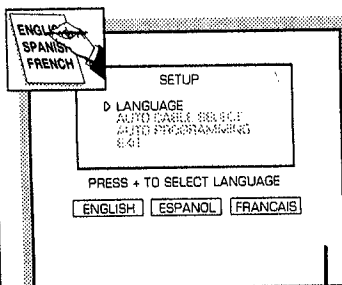 ENGLISH
SPANISH
FRENCH
SETUP
LANGUAGE
AUTO CABLE SELECT
AUTO PROGRAMMING
EXIT
PRESS + TO SELECT LANGUAGE
ENGLISH ESPANOL FRANCAIS